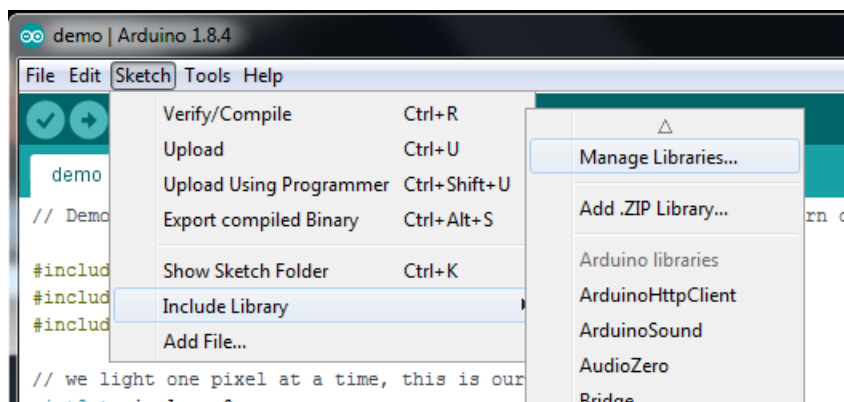 demo | Arduino 1.8.4
File Edit Sketch Tools Help
Verify/Compile Ctrl+R
Upload Ctrl+U
Upload Using Programmer Ctrl+Shift+U
Export compiled Binary Ctrl+Alt+S
Show Sketch Folder Ctrl+K
Include Library
Add File...
Manage Libraries...
Add .ZIP Library...
Arduino libraries
ArduinoHttpClient
ArduinoSound
AudioZero
Bridge
demo
// Demo
#includ
#includ
#includ
// we light one pixel at a time, this is our